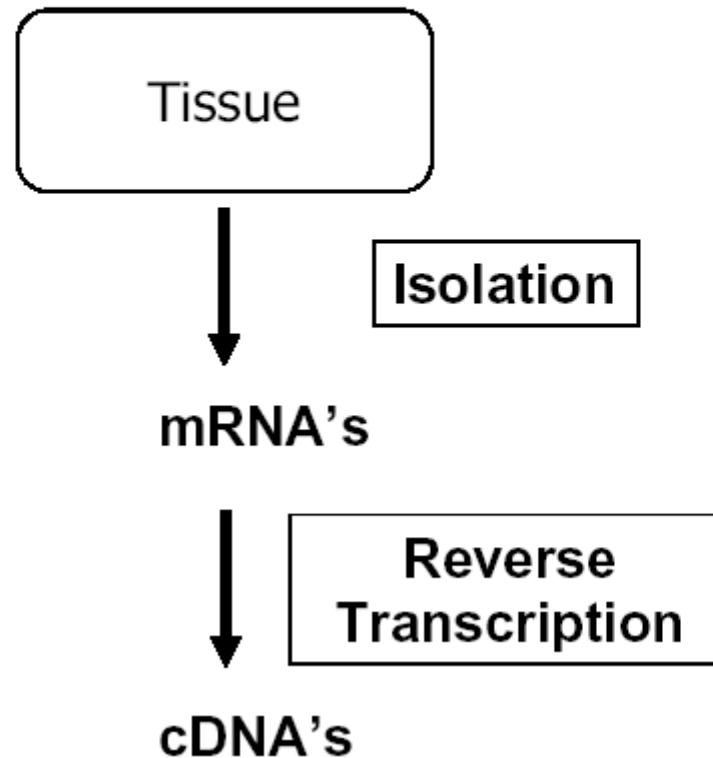 Tissue
Isolation
mRNA’s
Reverse
Transcription
cDNA’s